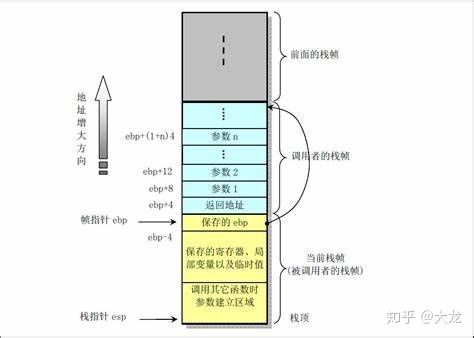 前面的栈帧
地址增大方向
ebp+(1+n)4
参数 n
调用者的栈帧
ebp+12
参数 2
ebp+8
参数 1
ebp+4
返回地址
帧指针 ebp
保存的 ebp
ebp-4
保存的寄存器、局
部变量以及临时值
当前栈帧
(被调用者的栈帧)
调用其它函数时
参数建立区域
栈指针 esp
栈顶
知乎 @大龙